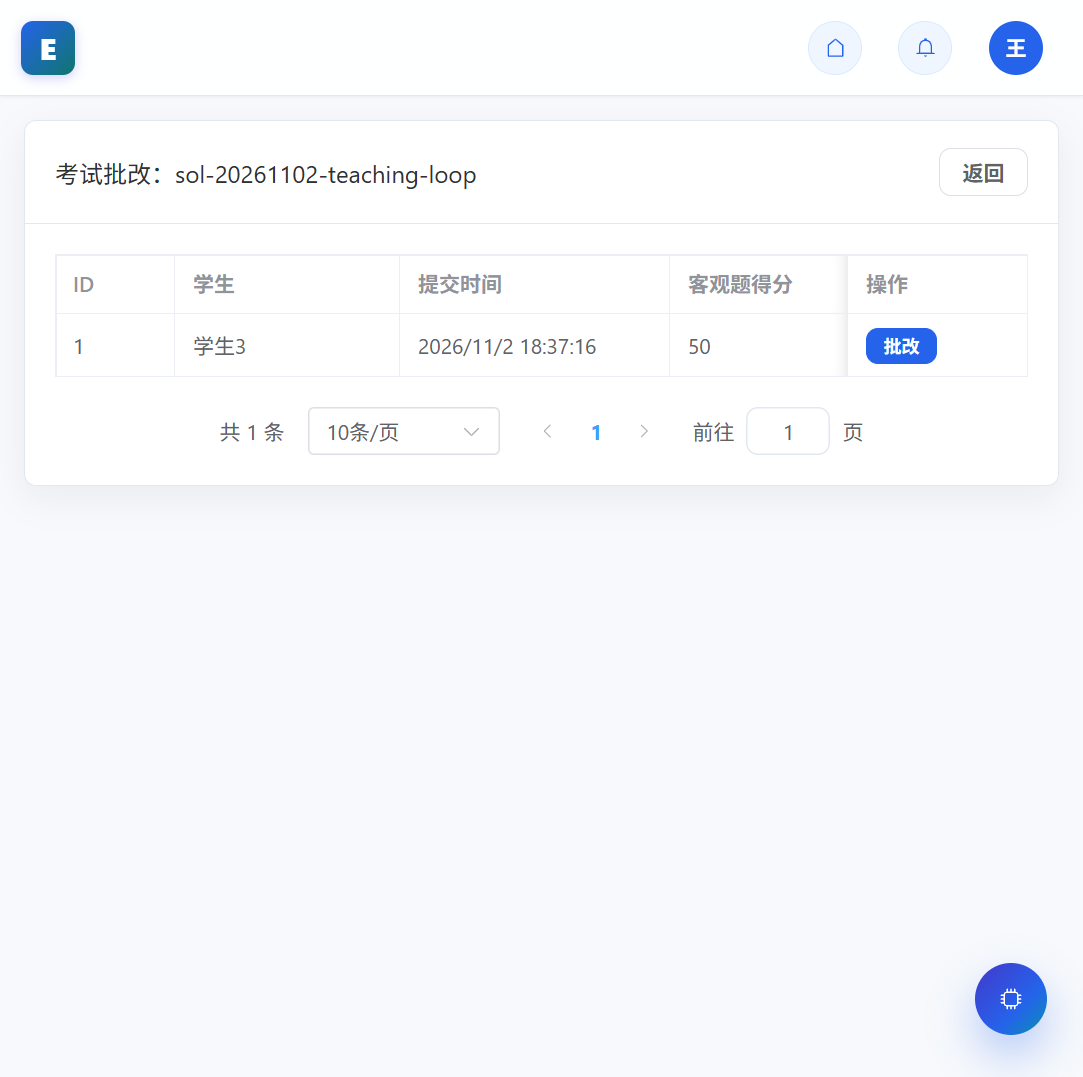 E
王
考试批改：sol-20261102-teaching-loop
返回
ID 学生 提交时间 客观题得分 操作
1 学生3 2026/11/2 18:37:16 50 批改
共 1 条 10条/页 1 前往 1 页